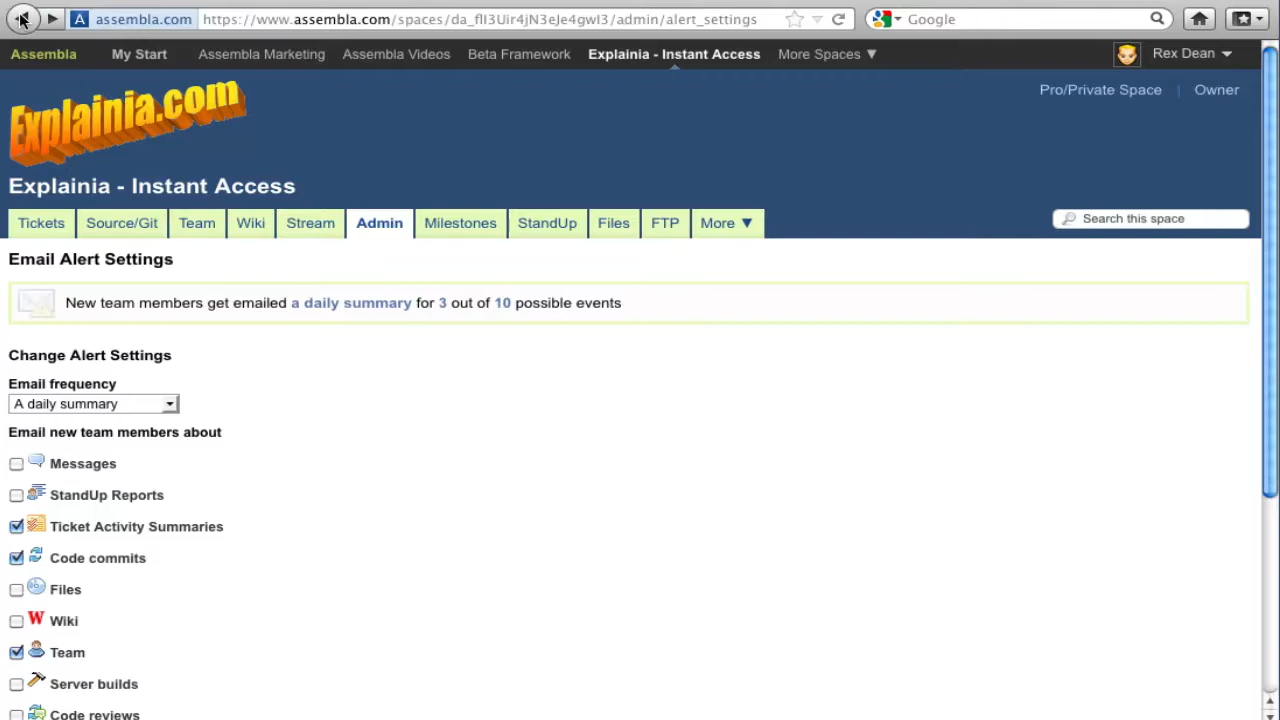 assembla.com https://www.assembla.com/spaces/da_flI3Uir4jN3eJe4gwI3/admin/alert_settings Google
Assembla My Start Assembla Marketing Assembla Videos Beta Framework Explainia - Instant Access More Spaces ▼ Rex Dean
Pro/Private Space | Owner
Explainia.com
Explainia - Instant Access
Tickets Source/Git Team Wiki Stream Admin Milestones StandUp Files FTP More ▼ Search this space
Email Alert Settings
New team members get emailed a daily summary for 3 out of 10 possible events
Change Alert Settings
Email frequency
A daily summary
Email new team members about
Messages
StandUp Reports
Ticket Activity Summaries
Code commits
Files
W Wiki
Team
Server builds
Code reviews